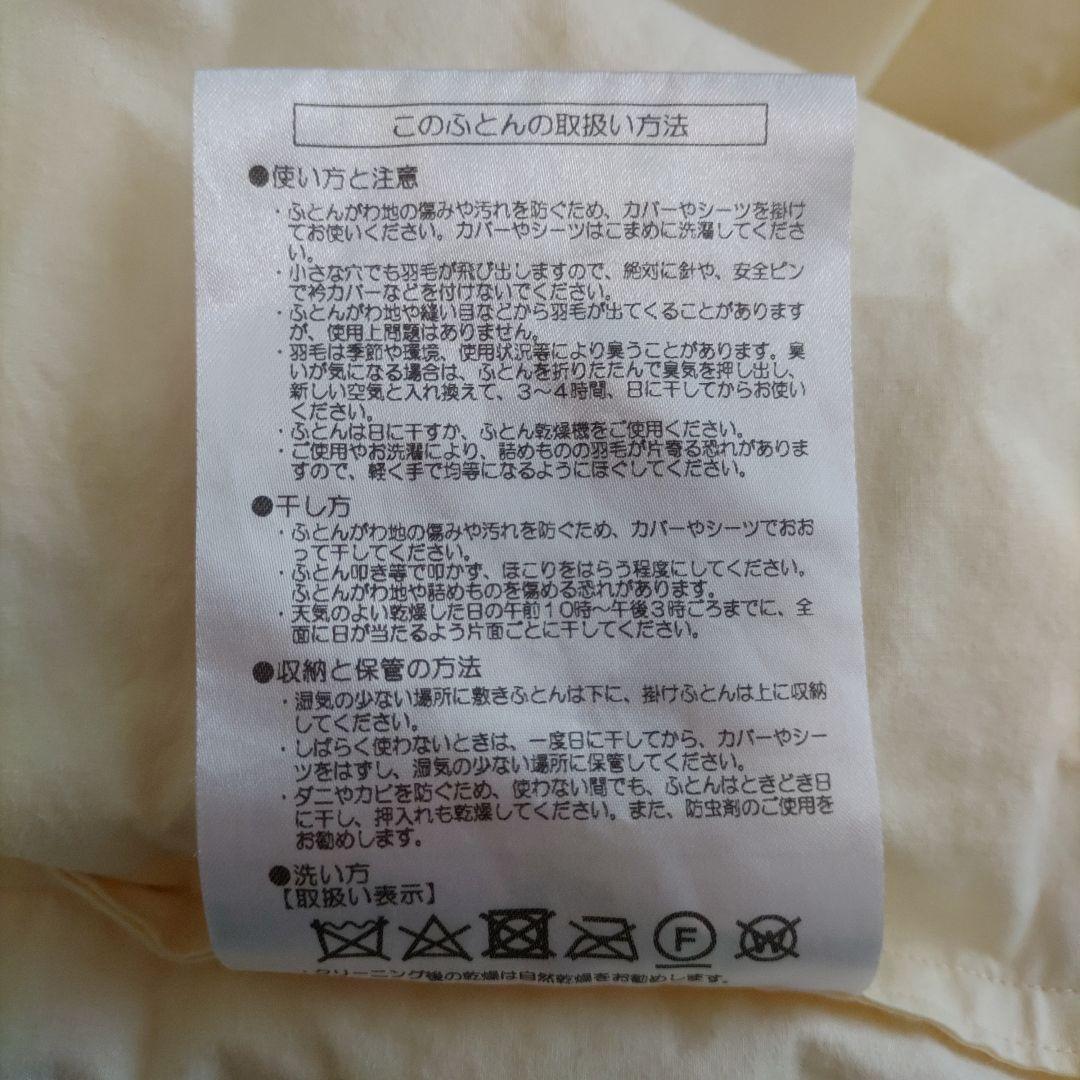 このふとんの取扱い方法
●使い方と注意
・ふとんがわ地の傷みや汚れを防ぐため、カバーやシーツを掛け
てお使いください。カバーやシーツはこまめに洗濯してくださ
い。
・小さな穴でも羽毛が飛び出しますので、絶対に針や、安全ピン
で衿カバーなどを付けないでください。
・ふとんがわ地や縫い目などから羽毛が出てくることがあります
が、使用上問題はありません。
・羽毛は季節や環境、使用状況等により臭うことがあります。臭
いが気になる場合は、ふとんを折りたたんで臭気を押し出し、
新しい空気と入れ換えて、3～4時間、日に干してからお使い
ください。
・ふとんは日に干すか、ふとん乾燥機をご使用ください。
・ご使用やお洗濯により、詰めものの羽毛が片寄る恐れがありま
すので、軽く手で均等になるようにほぐしてください。
●干し方
・ふとんがわ地の傷みや汚れを防ぐため、カバーやシーツでおお
って干してください。
・ふとん叩き等で叩かず、ほこりをはらう程度にしてください。
ふとんがわ地や詰めものを傷める恐れがあります。
・天気のよい乾燥した日の午前10時～午後3時ごろまでに、全
面に日が当たるよう片面ごとに干してください。
●収納と保管の方法
・湿気の少ない場所に敷きふとんは下に、掛けふとんは上に収納
してください。
・しばらく使わないときは、一度日に干してから、カバーやシー
ツをはずし、湿気の少ない場所に保管してください。
・ダニやカビを防ぐため、使わない間でも、ふとんはときどき日
に干し、押入れも乾燥してください。また、防虫剤のご使用を
お勧めします。
●洗い方
【取扱い表示】
F W
・クリーニング後の乾燥は自然乾燥をお勧めします。